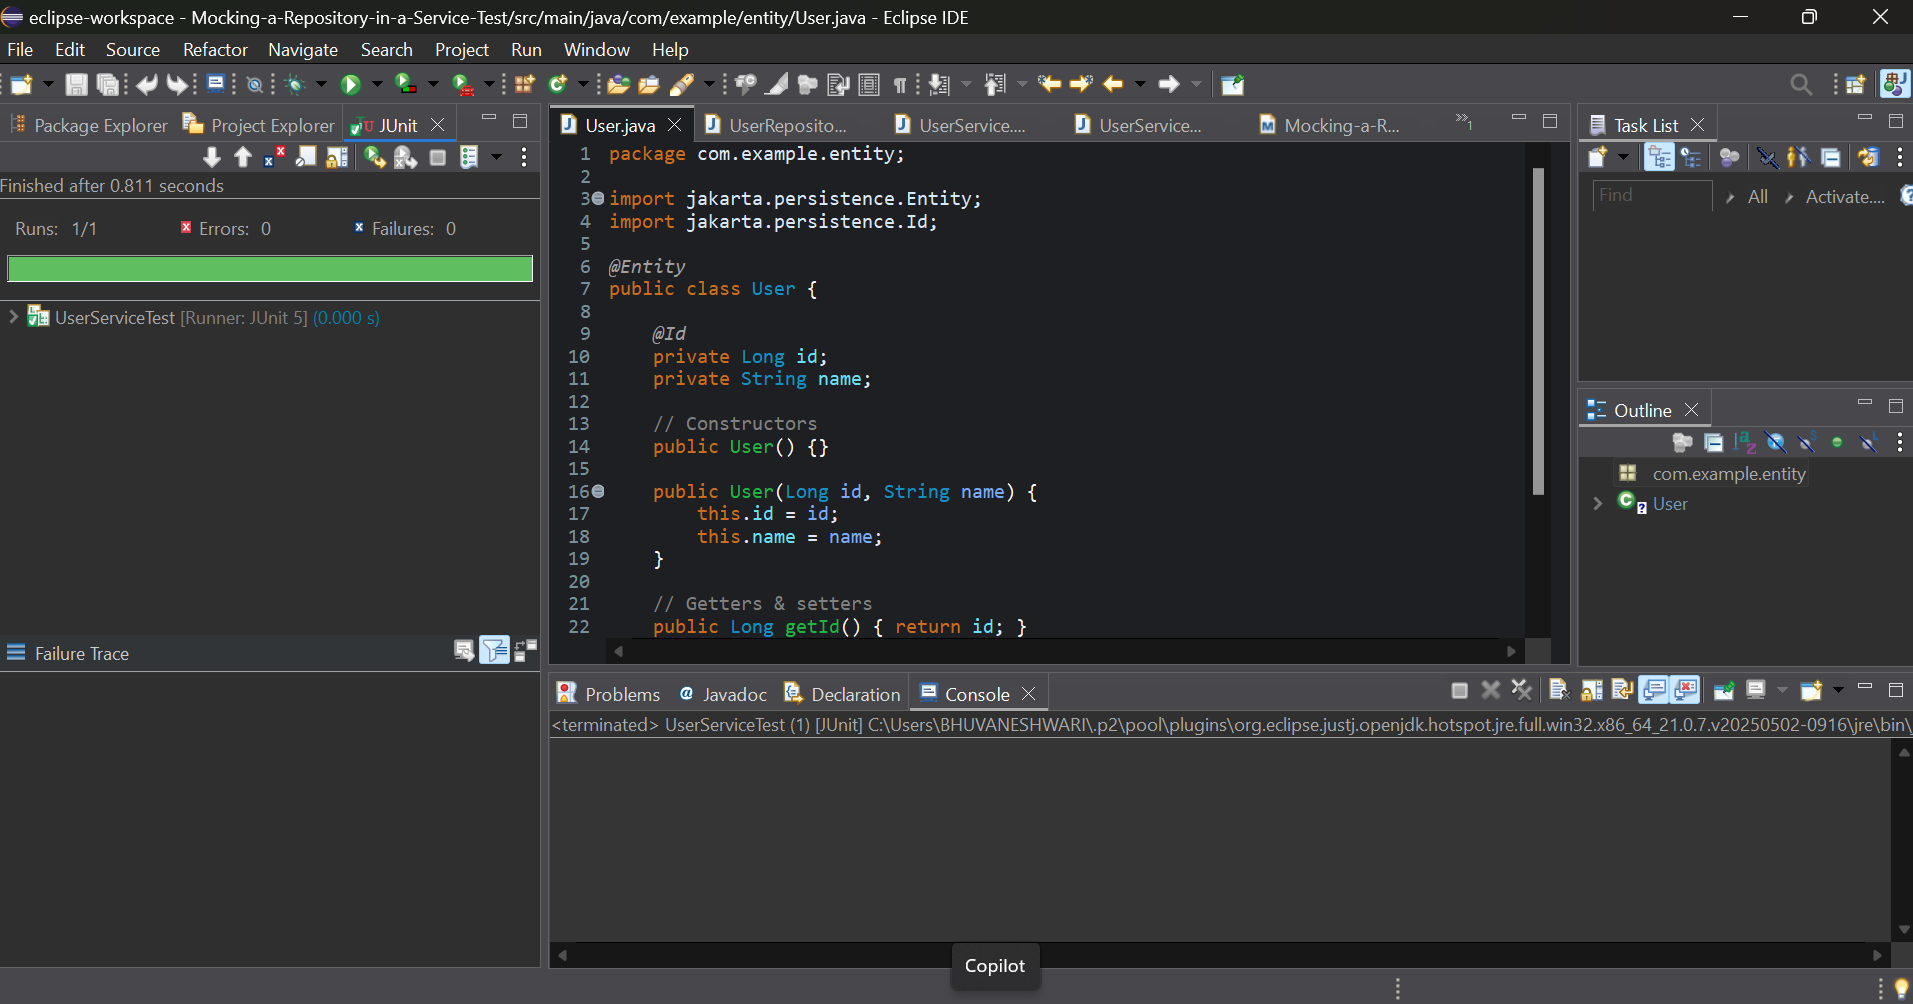 eclipse-workspace - Mocking-a-Repository-in-a-Service-Test/src/main/java/com/example/entity/User.java - Eclipse IDE
File Edit Source Refactor Navigate Search Project Run Window Help
Package Explorer Project Explorer JUnit
Finished after 0.811 seconds
Runs: 1/1 Errors: 0 Failures: 0
UserServiceTest [Runner: JUnit 5] (0.000 s)
Failure Trace
User.java UserReposito... UserService.... UserService... Mocking-a-R... »1
1 package com.example.entity;
2
3 import jakarta.persistence.Entity;
4 import jakarta.persistence.Id;
5
6 @Entity
7 public class User {
8
9 @Id
10 private Long id;
11 private String name;
12
13 // Constructors
14 public User() {}
15
16 public User(Long id, String name) {
17 this.id = id;
18 this.name = name;
19 }
20
21 // Getters & setters
22 public Long getId() { return id; }
Task List
Find All Activate....
Outline
com.example.entity
User
Problems Javadoc Declaration Console
<terminated> UserServiceTest (1) [JUnit] C:\Users\BHUVANESHWARI\.p2\pool\plugins\org.eclipse.justj.openjdk.hotspot.jre.full.win32.x86_64_21.0.7.v20250502-0916\jre\bin\
Copilot